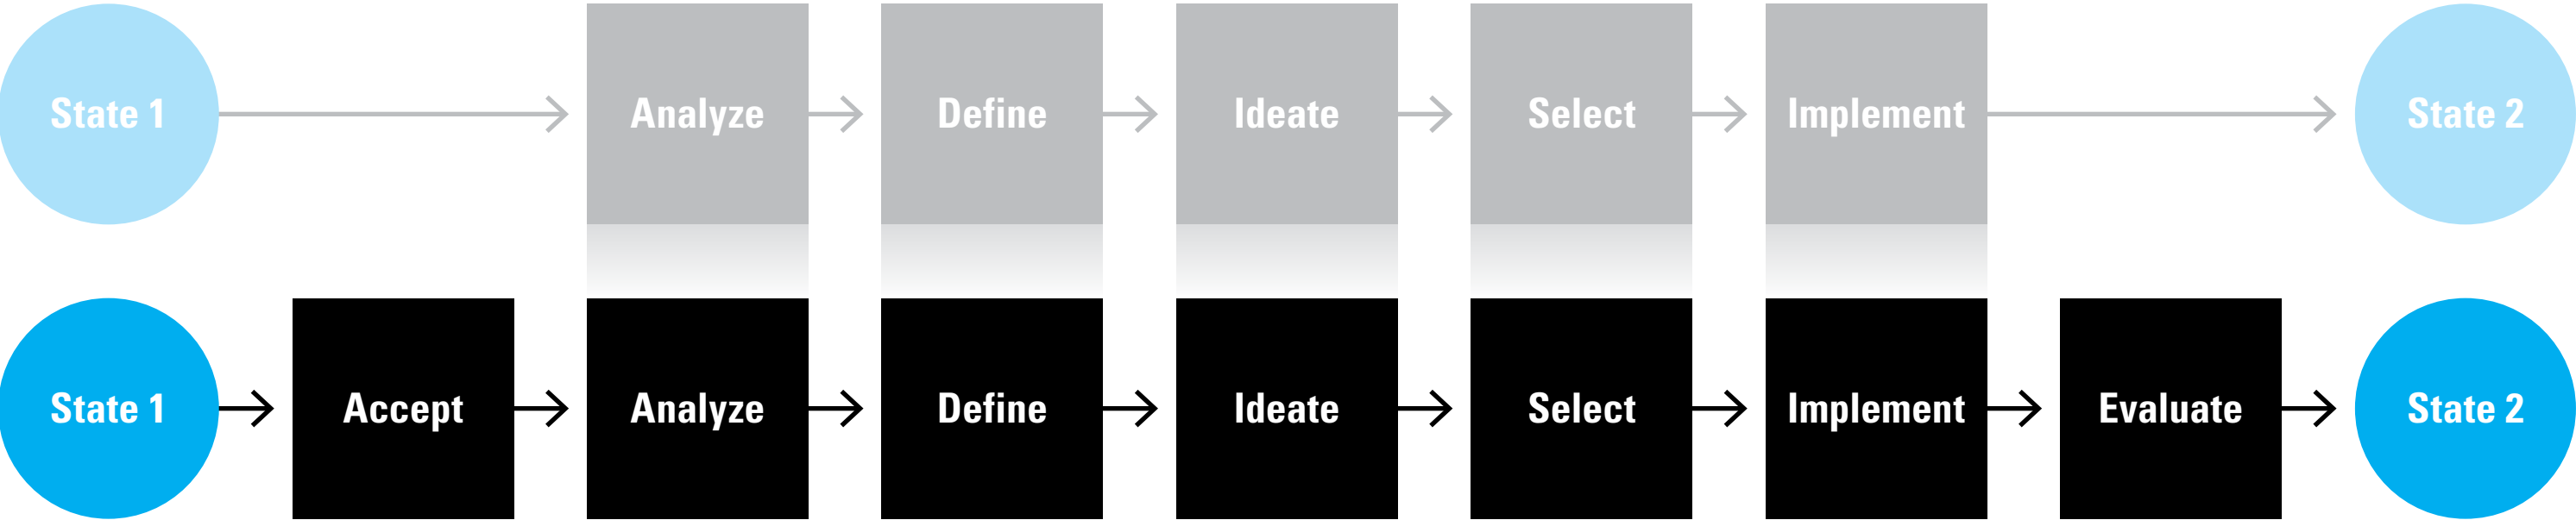 State 1
Analyze
Define
Ideate
Select
Implement
State 2
State 1
Accept
Analyze
Define
Ideate
Select
Implement
Evaluate
State 2